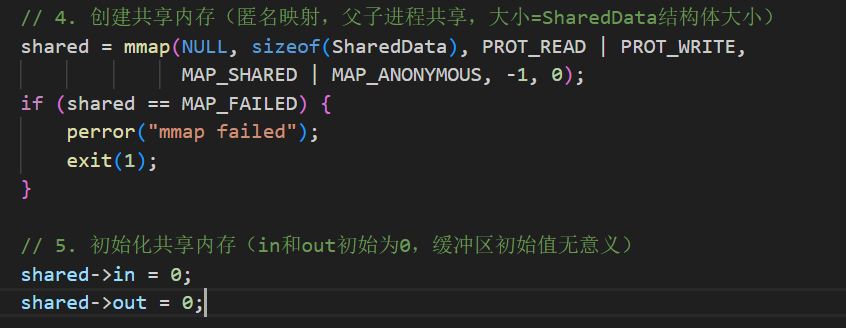 // 4. 创建共享内存（匿名映射，父子进程共享，大小=SharedData结构体大小）
shared = mmap(NULL, sizeof(SharedData), PROT_READ | PROT_WRITE,
MAP_SHARED | MAP_ANONYMOUS, -1, 0);
if (shared == MAP_FAILED) {
perror("mmap failed");
exit(1);
}
// 5. 初始化共享内存（in和out初始为0，缓冲区初始值无意义）
shared->in = 0;
shared->out = 0;